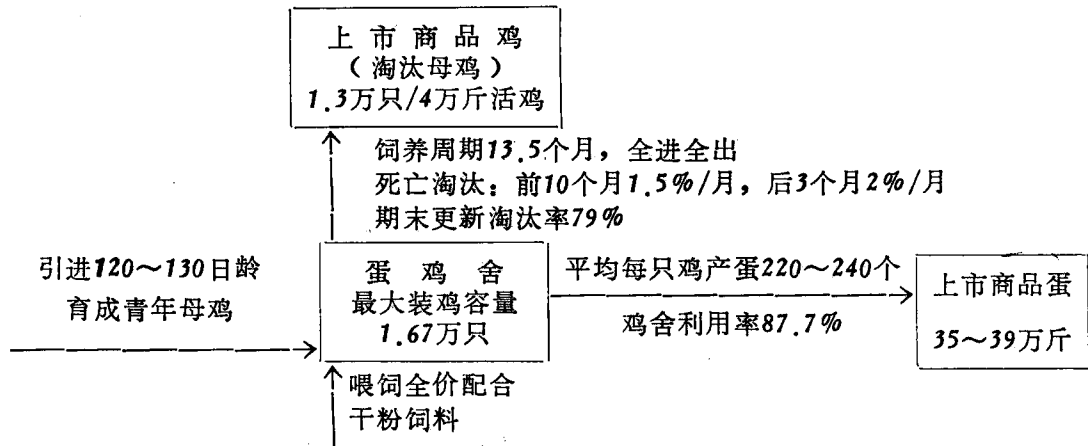 上市商品鸡
（淘汰母鸡）
1.3万只/4万斤活鸡
饲养周期13.5个月，全进全出
死亡淘汰：前10个月1.5%/月，后3个月2%/月
期末更新淘汰率79%
引进120～130日龄
育成青年母鸡
蛋鸡舍
最大装鸡容量
1.67万只
平均每只鸡产蛋220～240个
鸡舍利用率87.7%
上市商品蛋
35～39万斤
喂饲全价配合
干粉饲料